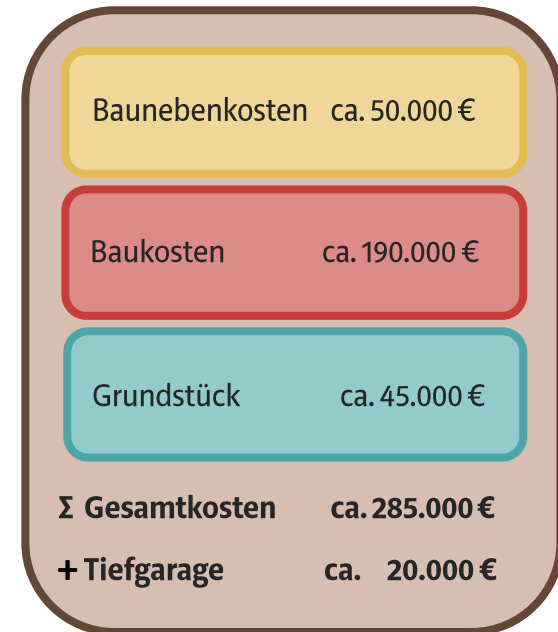 Baunebenkosten ca. 50.000 €
Baukosten ca. 190.000 €
Grundstück ca. 45.000 €
Σ Gesamtkosten ca. 285.000 €
+ Tiefgarage ca. 20.000 €